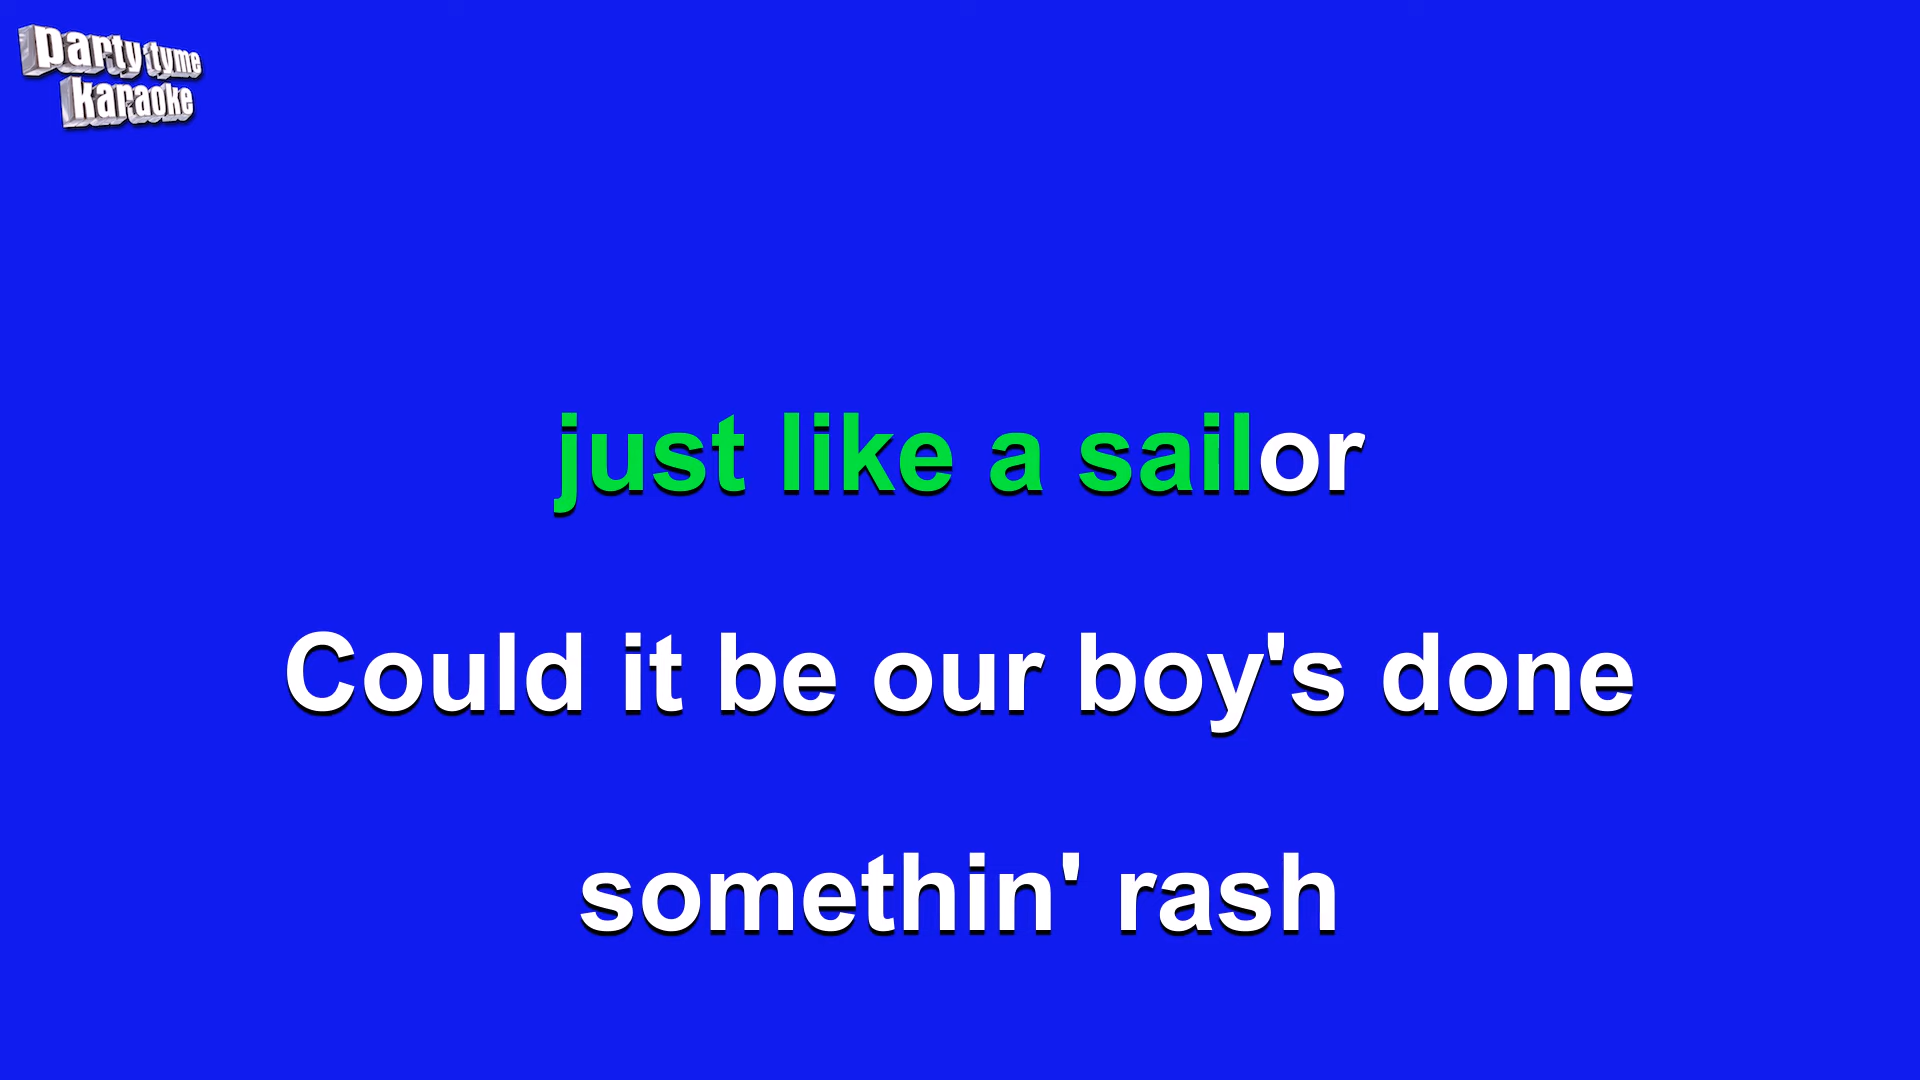 party tyme
karaoke
just like a sailor
Could it be our boy's done
somethin' rash